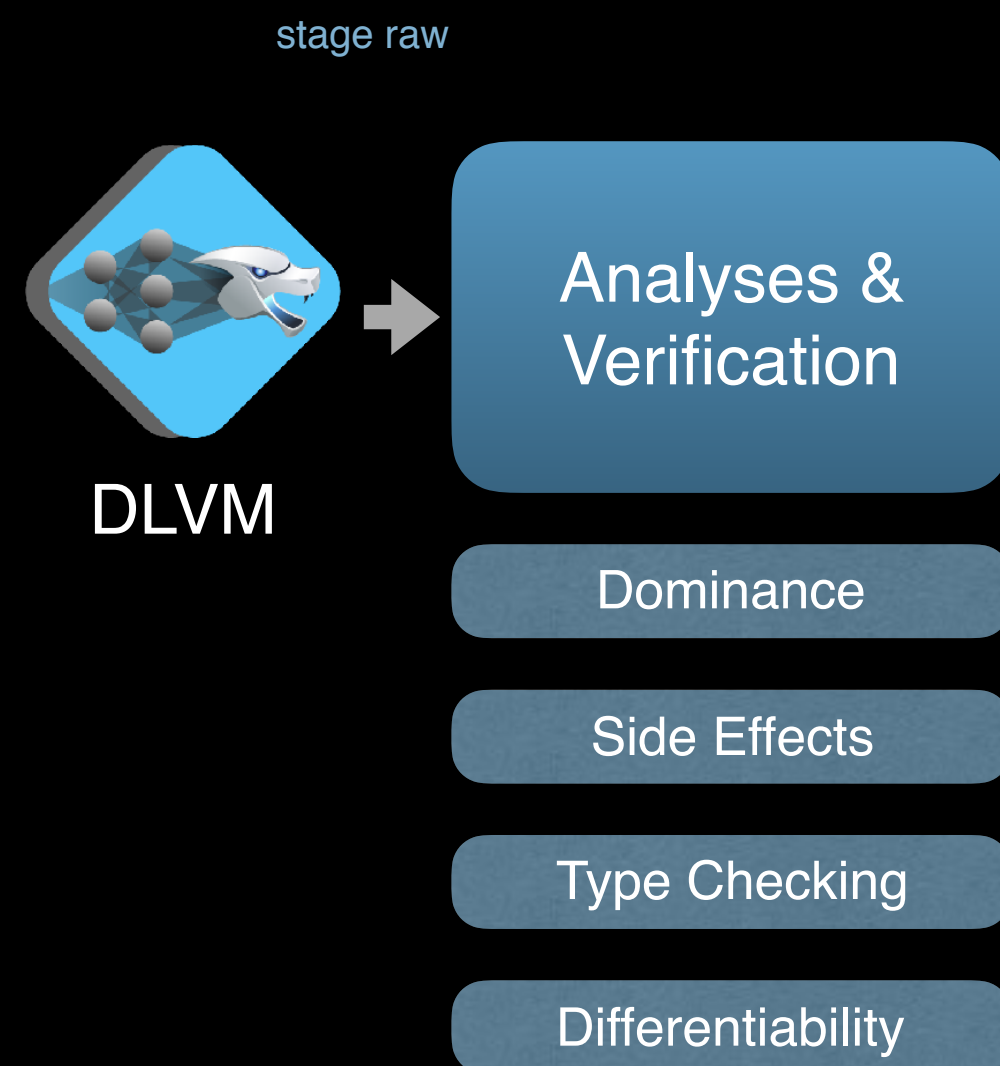 stage raw
DLVM
Analyses &
Verification
Dominance
Side Effects
Type Checking
Differentiability